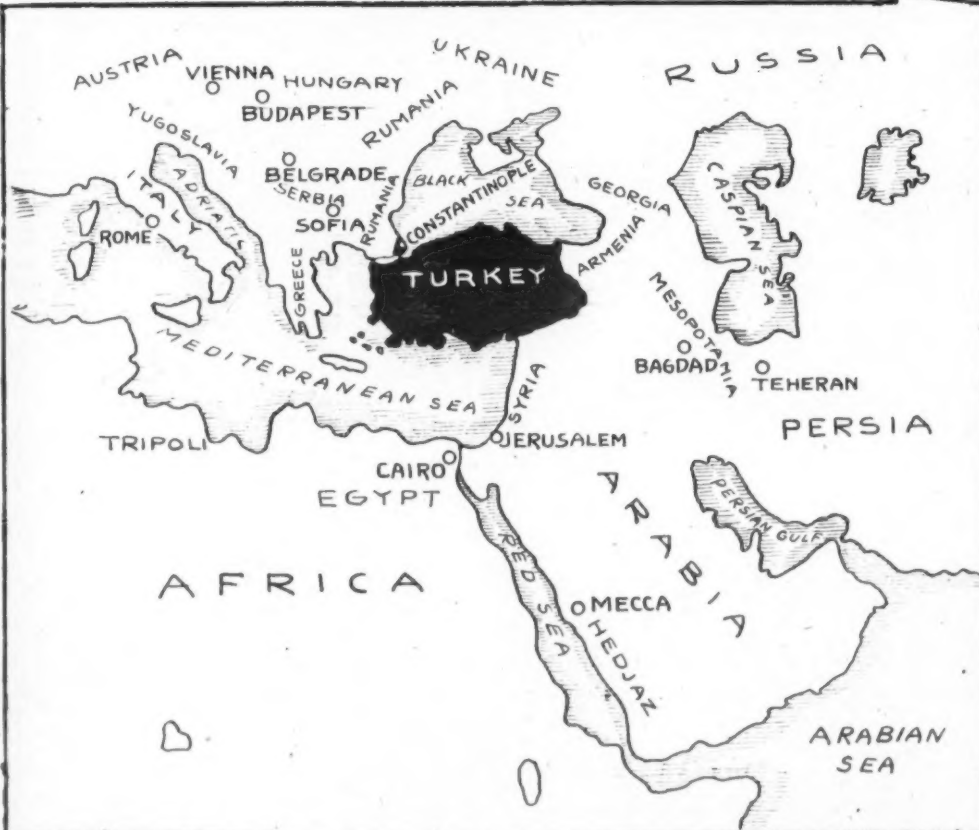 AUSTRIA
VIENNA
HUNGARY
BUDAPEST
UKRAINE
RUSSIA
YUGOSLAVIA
RUMANIA
ITALY
ADRIATIC
BELGRADE
SERBIA
SOFIA
RUMANIA
BLACK SEA
CONSTANTINOPLE
GEORGIA
ARMENIA
CASPIAN SEA
ROME
GREECE
TURKEY
MESOPOTAMIA
BAGDAD
TEHERAN
MEDITERRANEAN SEA
SYRIA
PERSIA
TRIPOLI
JERUSALEM
CAIRO
EGYPT
ARABIA
PERSIAN GULF
AFRICA
RED SEA
MECCA
HEDJAZ
ARABIAN
SEA